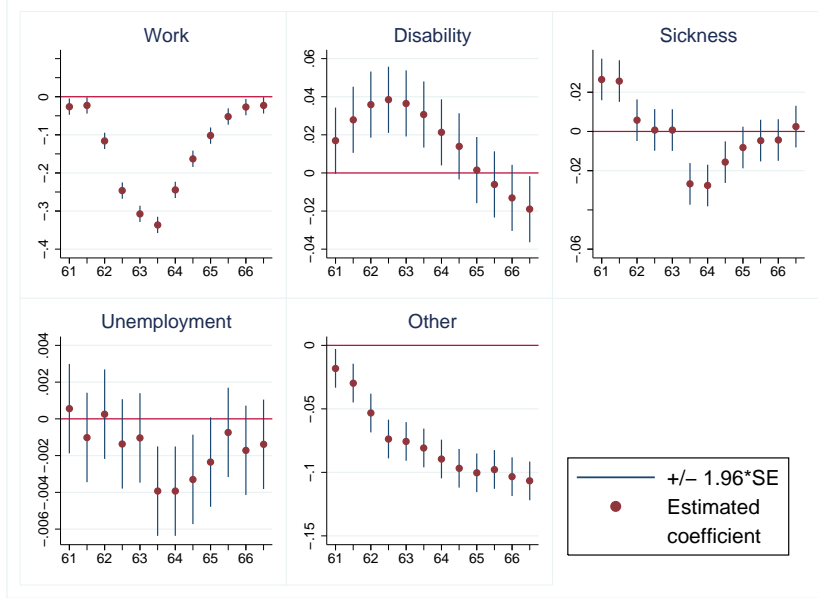 Work
0
-.1
-.2
-.3
-.4
61 62 63 64 65 66
Disability
.06
.04
.02
0
-.02
-.04
61 62 63 64 65 66
Sickness
.02
0
-.02
-.06
61 62 63 64 65 66
Unemployment
.004
.002
0
-.002
-.004
-.006
61 62 63 64 65 66
Other
0
-.05
-.1
-.15
61 62 63 64 65 66
+/- 1.96*SE
Estimated
coefficient